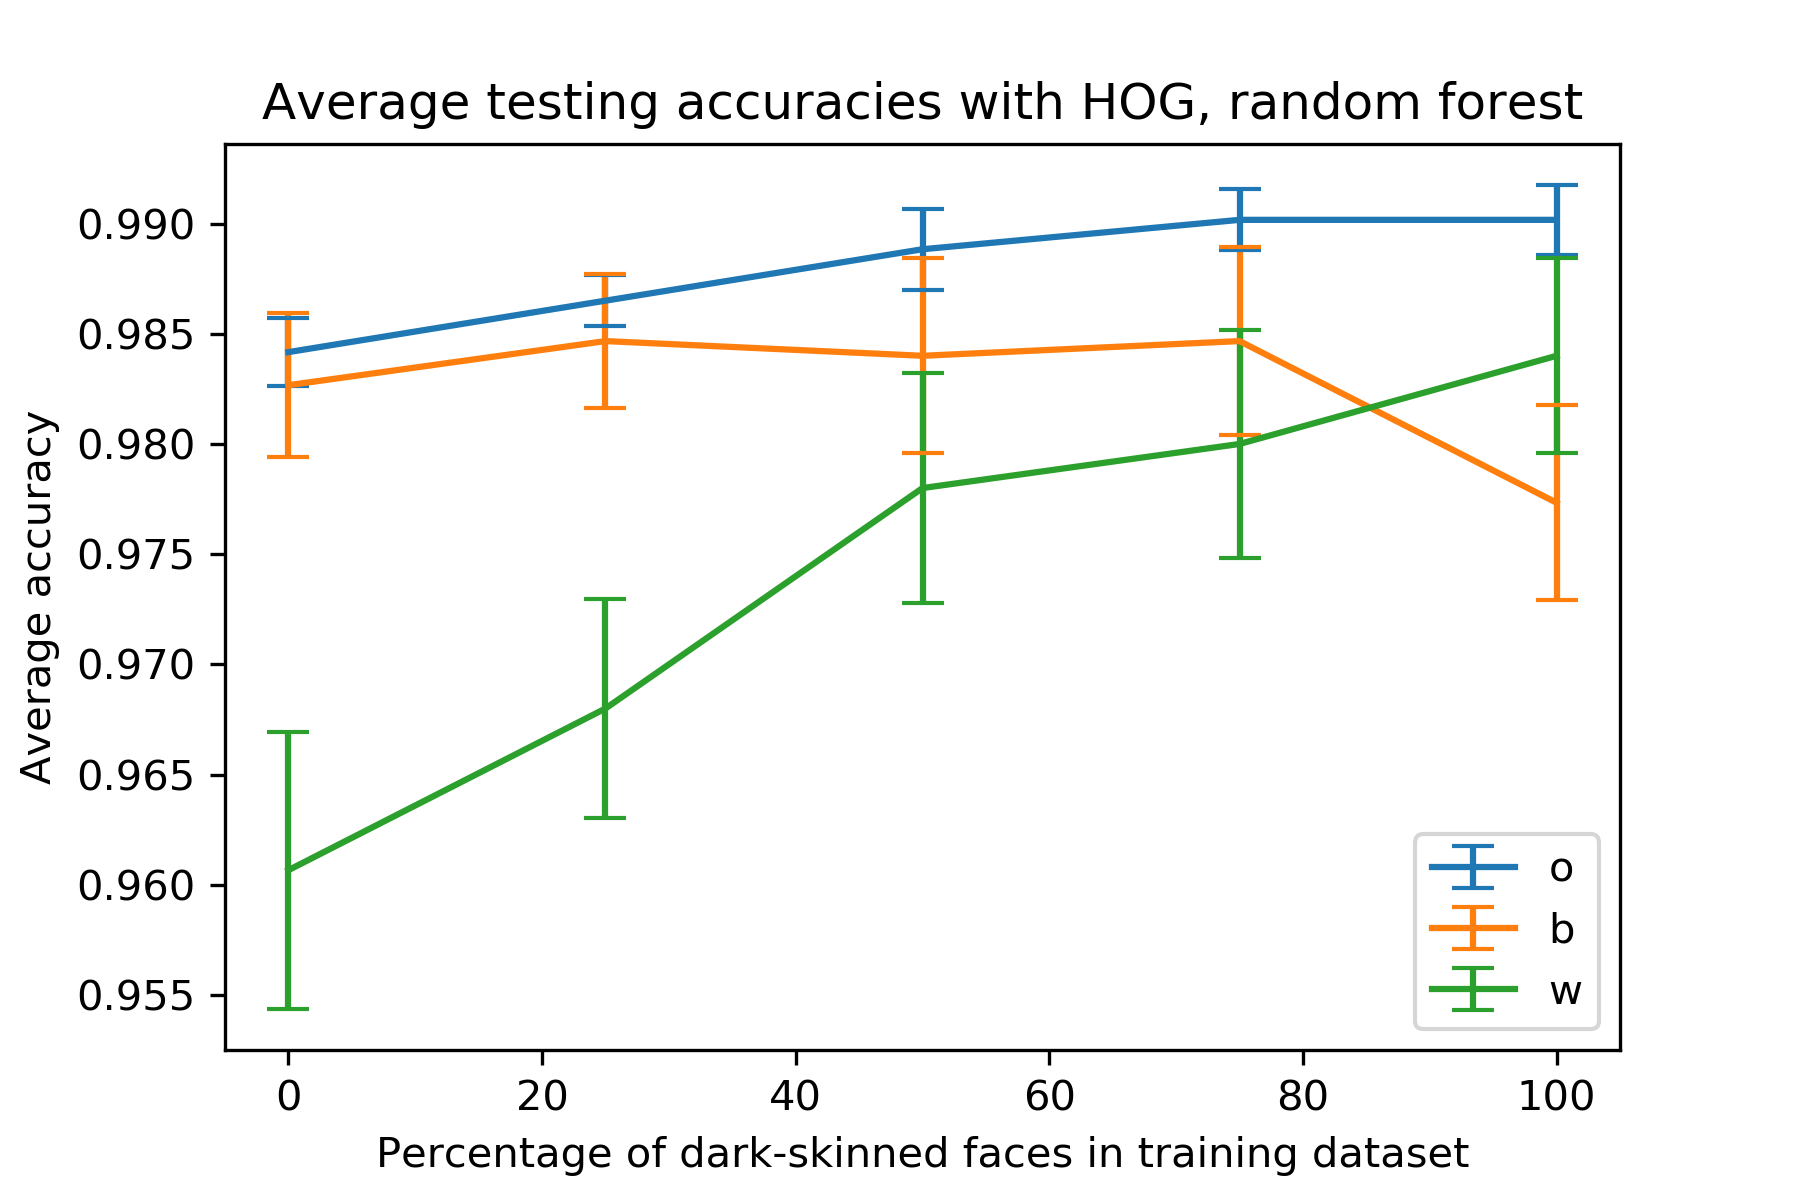 Average testing accuracies with HOG, random forest
Average accuracy
0.990
0.985
0.980
0.975
0.970
0.965
0.960
0.955
o
b
w
0 20 40 60 80 100
Percentage of dark-skinned faces in training dataset